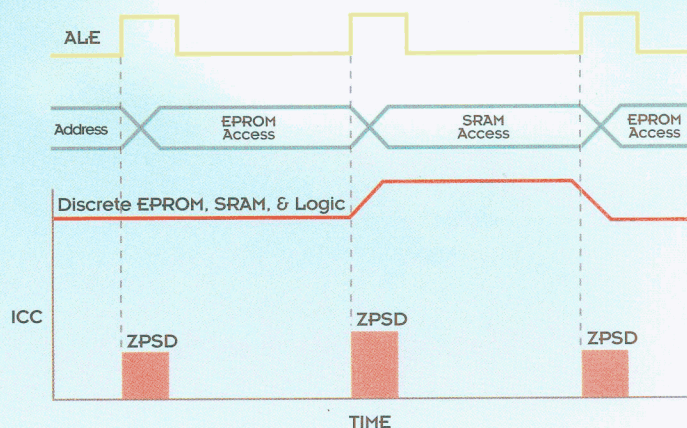 ALE
Address
EPROM
Access
SRAM
Access
EPROM
Access
Discrete EPROM, SRAM, & Logic
ICC
ZPSD
ZPSD
ZPSD
TIME